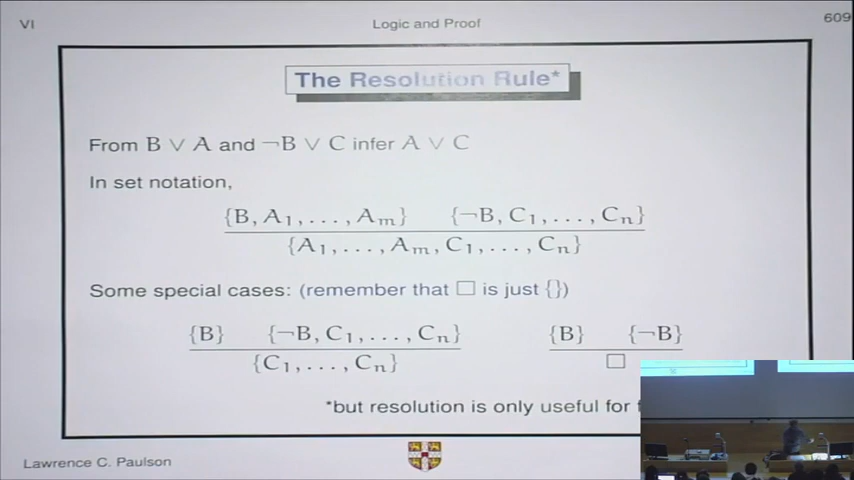 VI Logic and Proof 609
The Resolution Rule*
From B ∨ A and ¬B ∨ C infer A ∨ C
In set notation,
{B, A₁, . . . , Aₘ} {¬B, C₁, . . . , Cₙ}
{A₁, . . . , Aₘ, C₁, . . . , Cₙ}
Some special cases: (remember that □ is just {})
{B} {¬B, C₁, . . . , Cₙ} {B} {¬B}
{C₁, . . . , Cₙ} □
*but resolution is only useful for
Lawrence C. Paulson